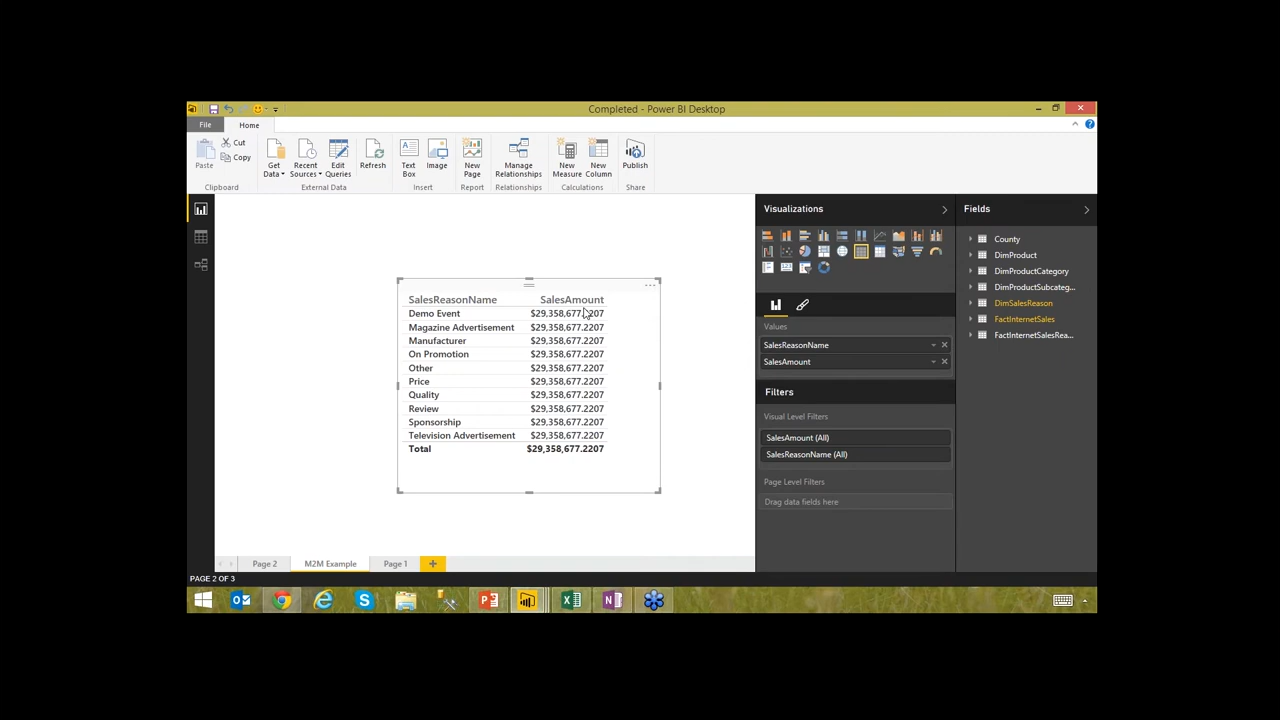 Completed - Power BI Desktop
File Home
Paste
Cut
Copy
Get Data
Recent Sources
Edit Queries
Refresh
Text Box
Image
New Page
Manage Relationships
New Measure
New Column
Publish
Clipboard External Data Insert Report Relationships Calculations Share
SalesReasonName SalesAmount
Demo Event $29,358,677.2207
Magazine Advertisement $29,358,677.2207
Manufacturer $29,358,677.2207
On Promotion $29,358,677.2207
Other $29,358,677.2207
Price $29,358,677.2207
Quality $29,358,677.2207
Review $29,358,677.2207
Sponsorship $29,358,677.2207
Television Advertisement $29,358,677.2207
Total $29,358,677.2207
Visualizations
Values
SalesReasonName
SalesAmount
Filters
Visual Level Filters
SalesAmount (All)
SalesReasonName (All)
Page Level Filters
Drag data fields here
Fields
County
DimProduct
DimProductCategory
DimProductSubcateg...
DimSalesReason
FactInternetSales
FactInternetSalesRea...
Page 2 M2M Example Page 1
PAGE 2 OF 3